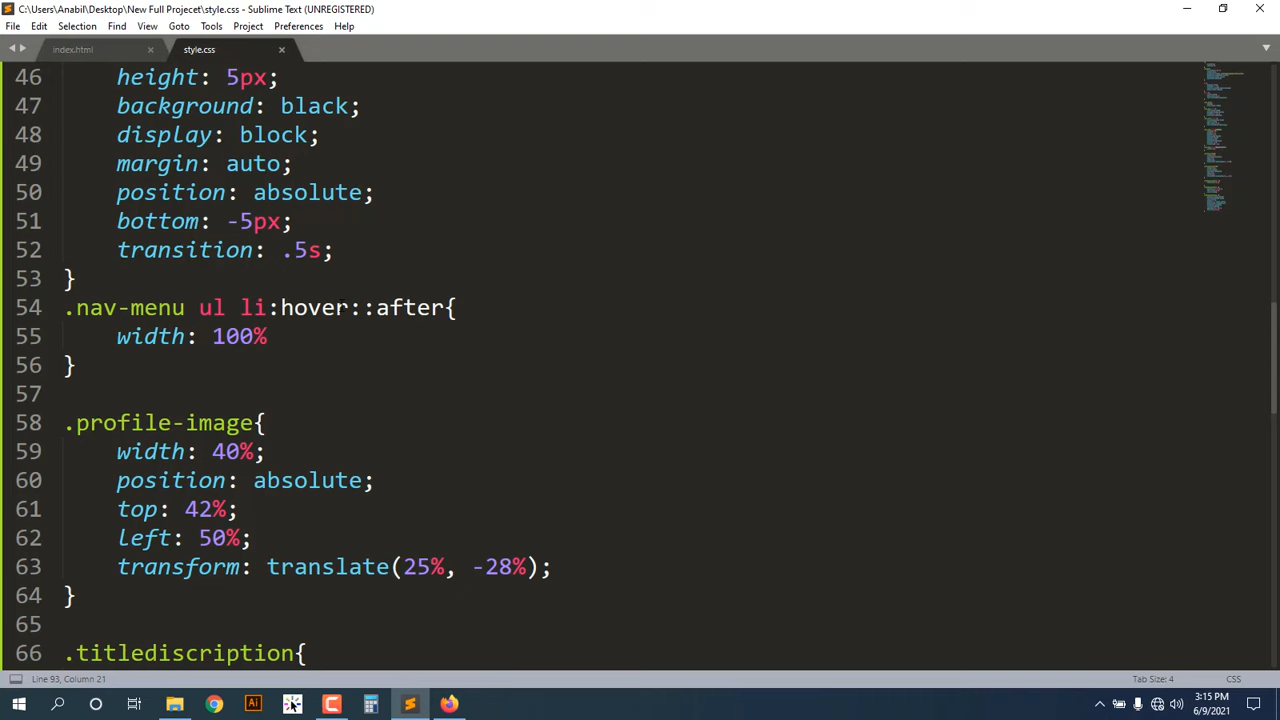 C:\Users\Anabil\Desktop\New Full Projecet\style.css - Sublime Text (UNREGISTERED)
File Edit Selection Find View Goto Tools Project Preferences Help
index.html × style.css ×
46 height: 5px;
47 background: black;
48 display: block;
49 margin: auto;
50 position: absolute;
51 bottom: -5px;
52 transition: .5s;
53 }
54 .nav-menu ul li:hover::after{
55 width: 100%
56 }
57
58 .profile-image{
59 width: 40%;
60 position: absolute;
61 top: 42%;
62 left: 50%;
63 transform: translate(25%, -28%);
64 }
65
66 .titlediscription{
Line 93, Column 21 Tab Size: 4 CSS
Ai
3:15 PM
6/9/2021